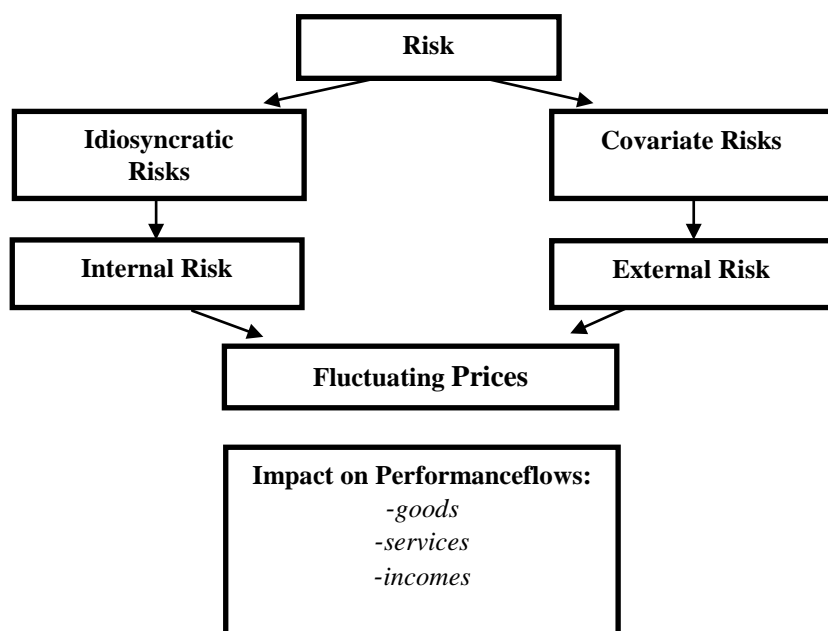 Risk
Idiosyncratic
Risks
Covariate Risks
Internal Risk
External Risk
Fluctuating Prices
Impact on Performanceflows:
-goods
-services
-incomes